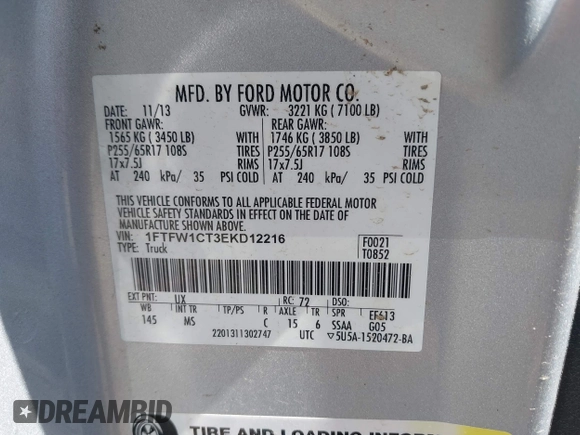 MFD. BY FORD MOTOR CO.
DATE: 11/13 GVWR: 3221 KG ( 7100 LB)
FRONT GAWR: REAR GAWR:
1565 KG ( 3450 LB) WITH 1746 KG ( 3850 LB) WITH
P255/65R17 108S TIRES P255/65R17 108S TIRES
17x7.5J RIMS 17x7.5J RIMS
AT 240 kPa/ 35 PSI COLD AT 240 kPa/ 35 PSI COLD
THIS VEHICLE CONFORMS TO ALL APPLICABLE FEDERAL MOTOR
VEHICLE SAFETY STANDARDS IN EFFECT ON THE DATE OF
MANUFACTURE SHOWN ABOVE.
VIN: 1FTFW1CT3EKD12216 F0021
TYPE: Truck T0852
EXT PNT: UX RC: 72 DSO:
WB INT TR TP/PS R AXLE TR SPR EF613
145 MS C 15 6 SSAA G05
2201311302747 UTC ▽5U5A-1520472-BA
DREAMBID
TIRE AND LOADING INFORM